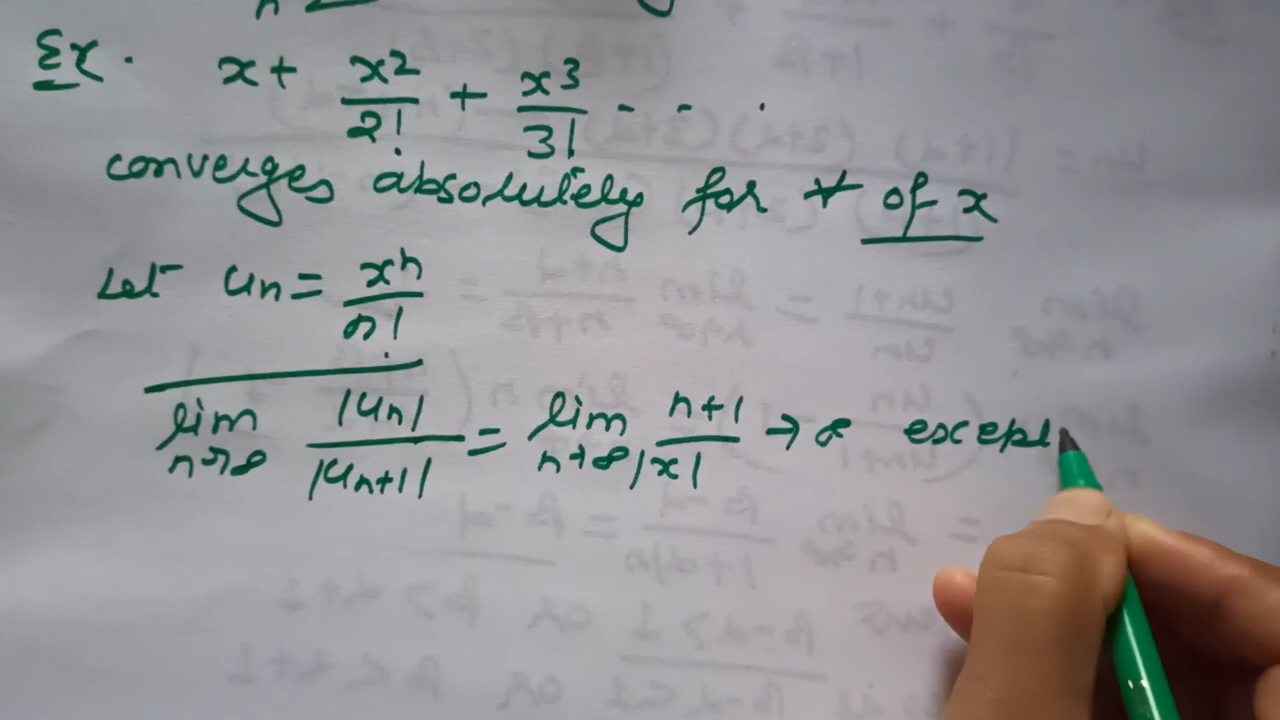 Ex. x + x²/2! + x³/3! - - .
converges absolutely for ∀ of x
Let un = xⁿ/n!
lim n→∞ |un|/|un+1| = lim n→∞ n+1/|x| → ∞ except